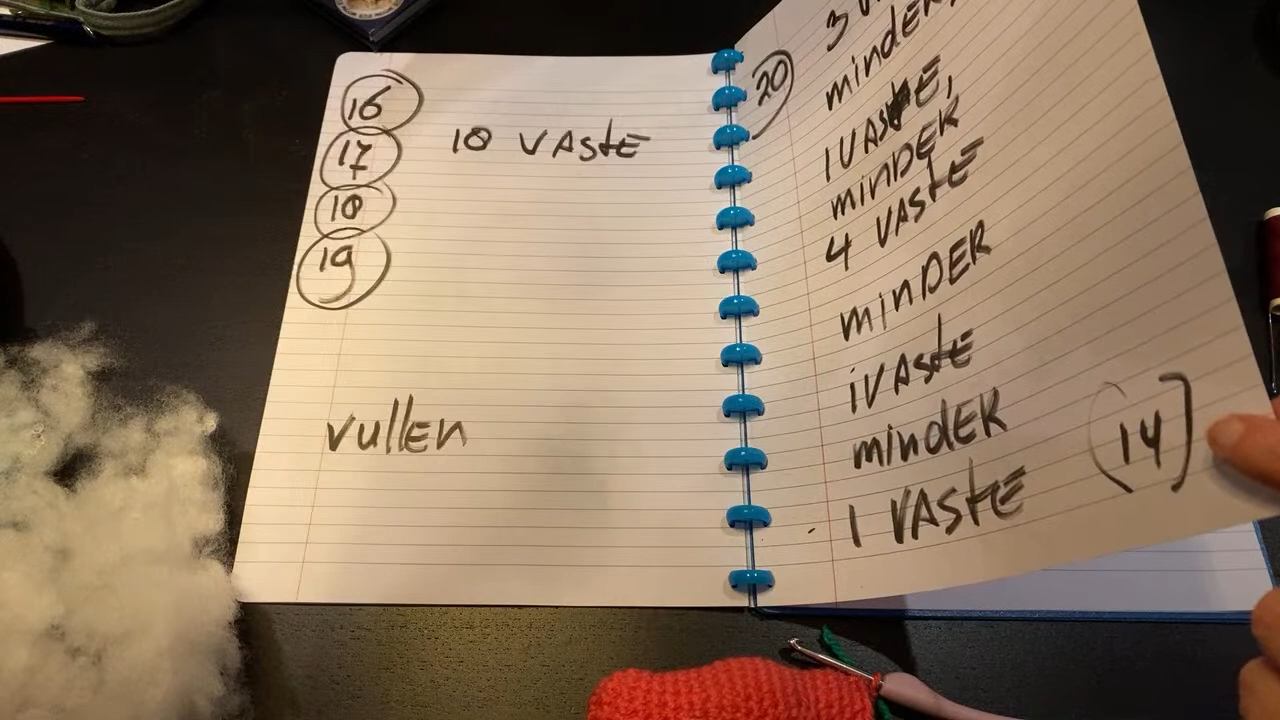 16
17
18
19
18 VASTE
VULLEN
20
3
minder,
1 VASTE,
minDER
4 VASTE
minDER
1 VASTE
mindER
1 VASTE
(14)